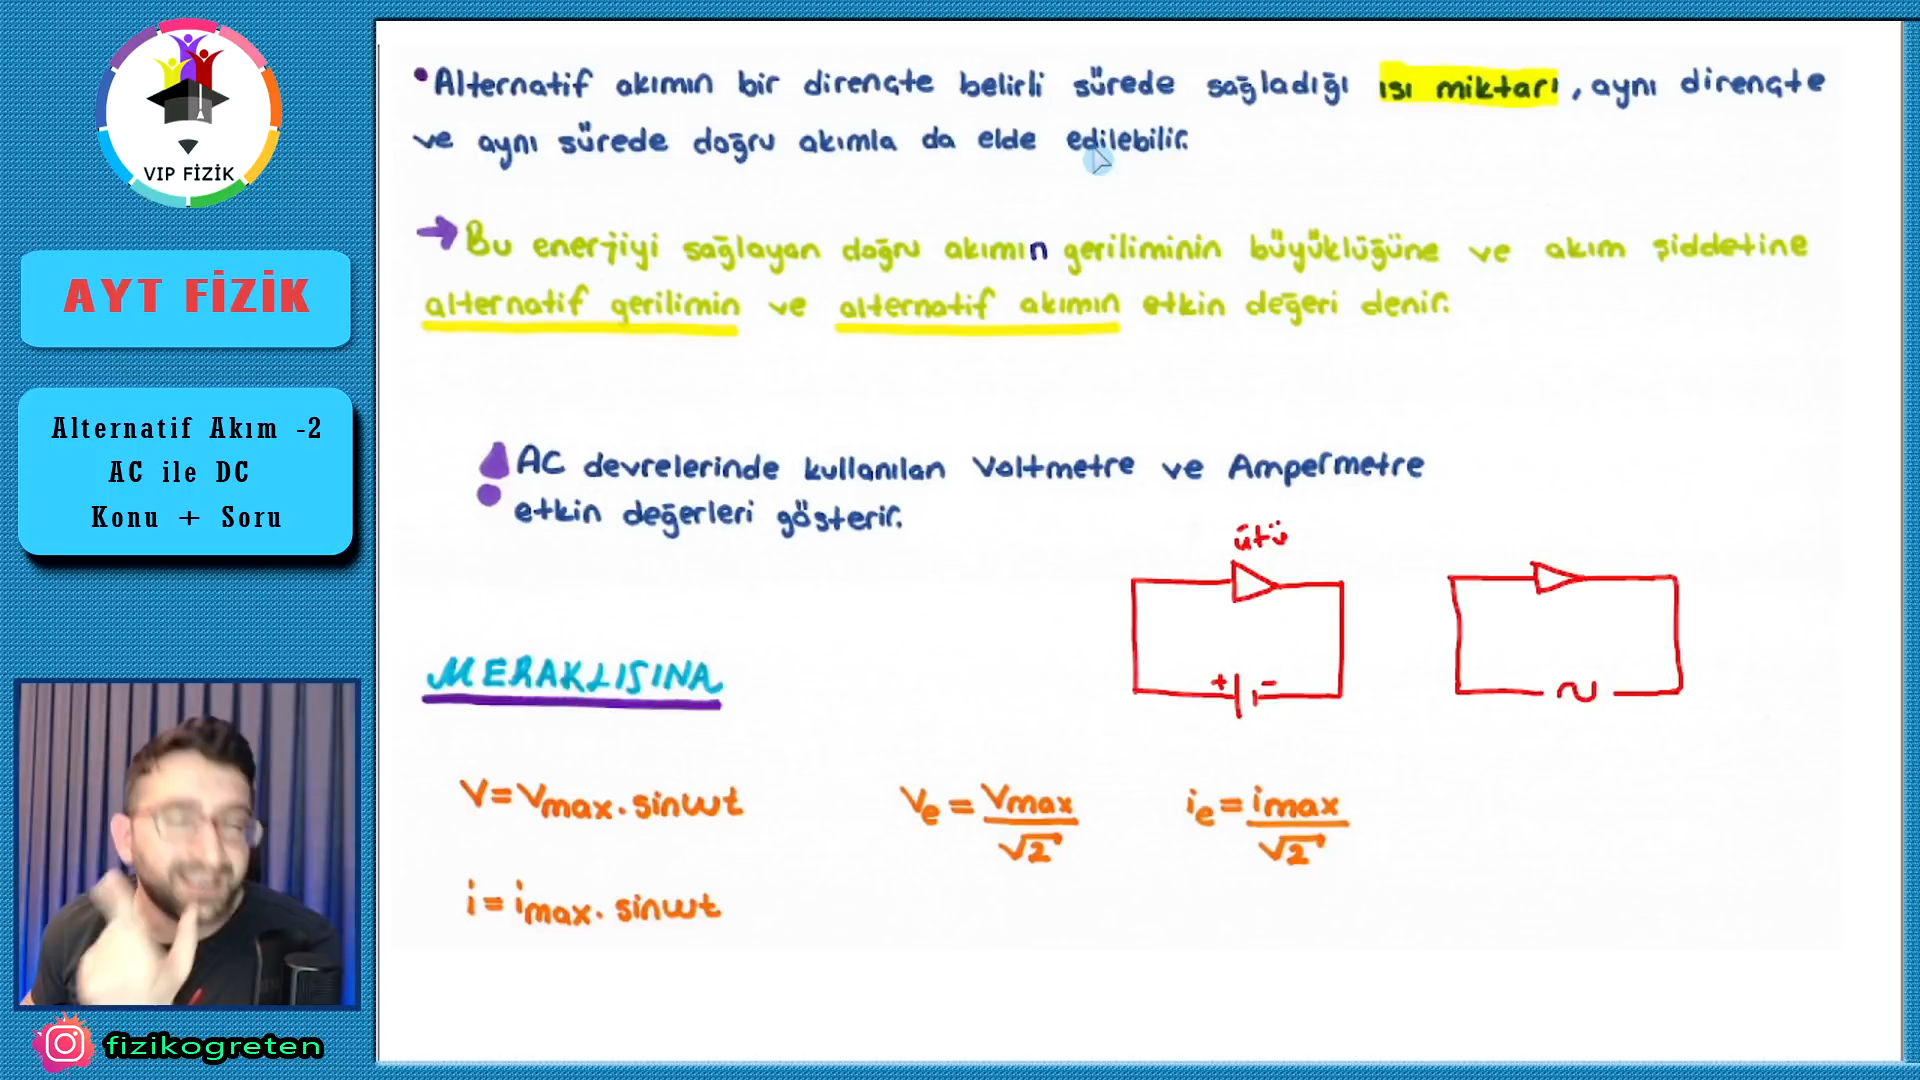 VIP FİZİK
AYT FİZİK
Alternatif Akım -2
AC ile DC
Konu + Soru
fizikogreten
• Alternatif akımın bir dirençte belirli sürede sağladığı ısı miktarı, aynı dirençte
ve aynı sürede doğru akımla da elde edilebilir.
→ Bu enerjiyi sağlayan doğru akımın geriliminin büyüklüğüne ve akım şiddetine
alternatif gerilimin ve alternatif akımın etkin değeri denir.
! AC devrelerinde kullanılan Voltmetre ve Ampermetre
etkin değerleri gösterir.
ütü
+ -
~
MERAKLISINA
V = Vmax . sinwt
Ve = Vmax / √2
ie = imax / √2
i = imax . sinwt